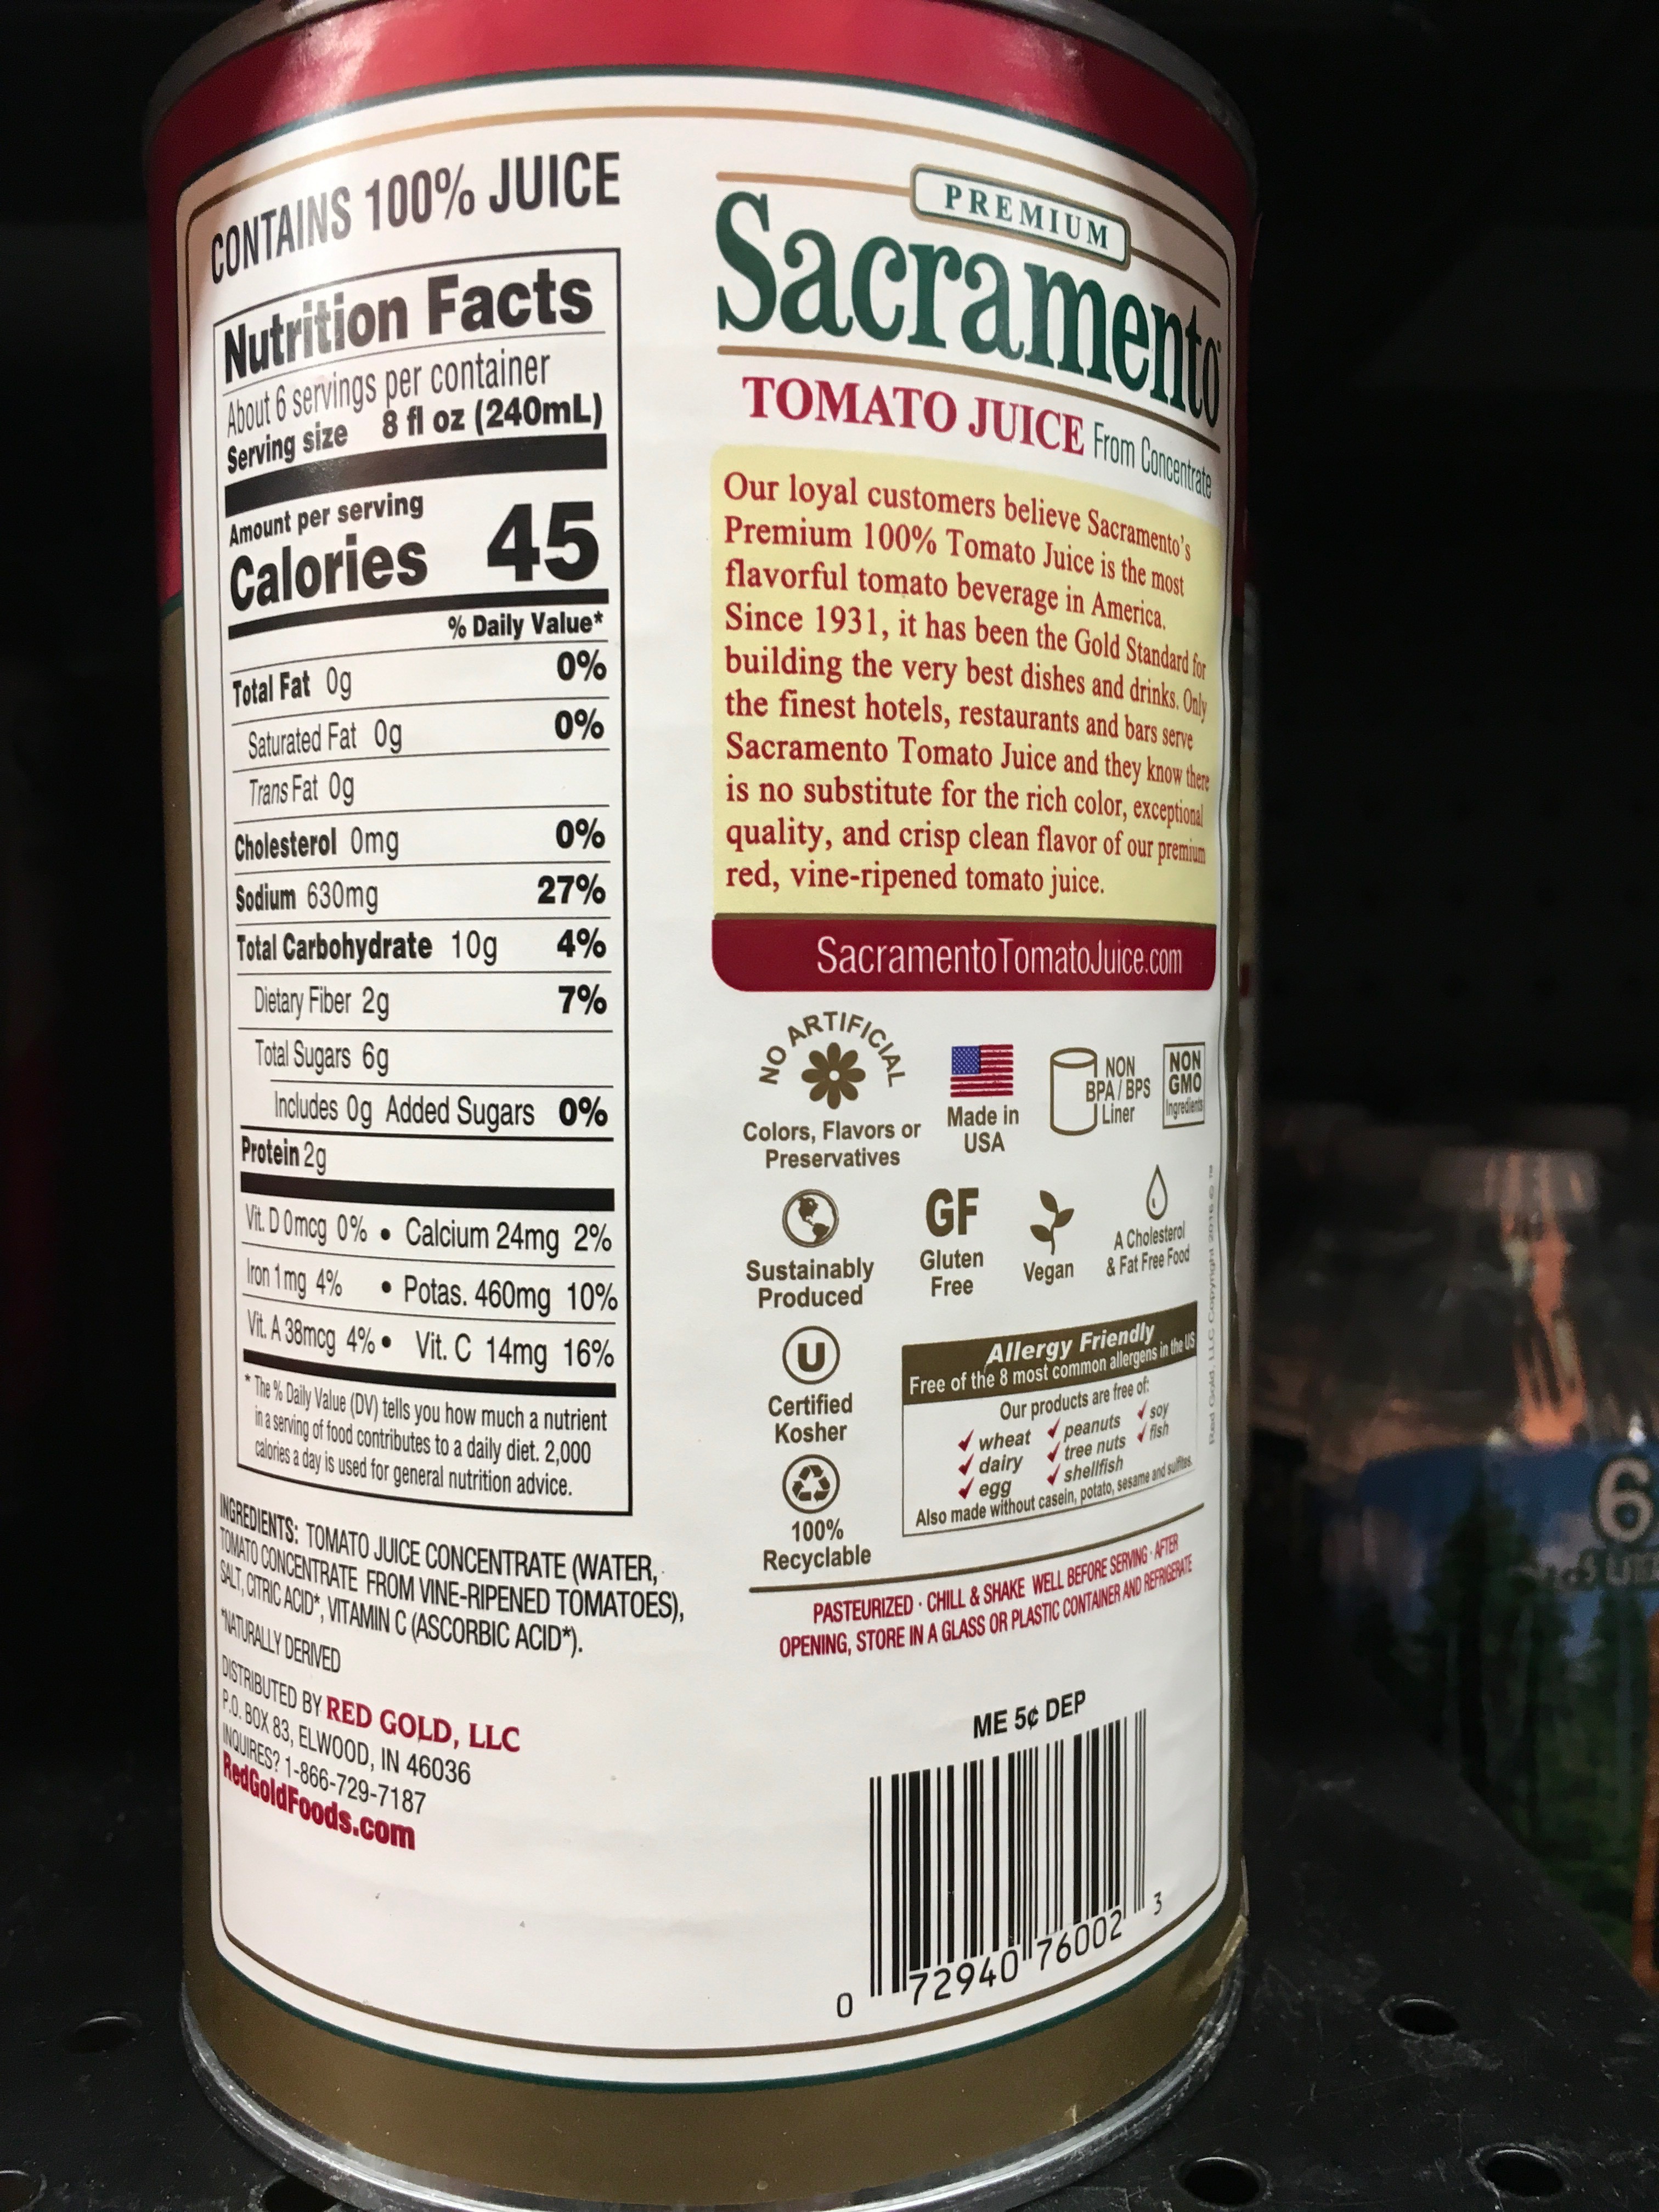 CONTAINS 100% JUICE
Nutrition Facts
About 6 servings per container
Serving size 8 fl oz (240mL)
Amount per serving
Calories 45
% Daily Value*
Total Fat 0g 0%
Saturated Fat 0g 0%
Trans Fat 0g
Cholesterol 0mg 0%
Sodium 630mg 27%
Total Carbohydrate 10g 4%
Dietary Fiber 2g 7%
Total Sugars 6g
Includes 0g Added Sugars 0%
Protein 2g
Vit. D 0mcg 0% • Calcium 24mg 2%
Iron 1mg 4% • Potas. 460mg 10%
Vit. A 38mcg 4% • Vit. C 14mg 16%
* The % Daily Value (DV) tells you how much a nutrient
in a serving of food contributes to a daily diet. 2,000
calories a day is used for general nutrition advice.
INGREDIENTS: TOMATO JUICE CONCENTRATE (WATER,
TOMATO CONCENTRATE FROM VINE-RIPENED TOMATOES),
SALT, CITRIC ACID*, VITAMIN C (ASCORBIC ACID*).
*NATURALLY DERIVED
DISTRIBUTED BY RED GOLD, LLC
P.O. BOX 83, ELWOOD, IN 46036
INQUIRES? 1-866-729-7187
RedGoldFoods.com
PREMIUM
Sacramento
TOMATO JUICE From Concentrate
Our loyal customers believe Sacramento's
Premium 100% Tomato Juice is the most
flavorful tomato beverage in America.
Since 1931, it has been the Gold Standard for
building the very best dishes and drinks. Only
the finest hotels, restaurants and bars serve
Sacramento Tomato Juice and they know there
is no substitute for the rich color, exceptional
quality, and crisp clean flavor of our premium
red, vine-ripened tomato juice.
SacramentoTomatoJuice.com
NO ARTIFICIAL
Colors, Flavors or
Preservatives
Made in
USA
NON
BPA / BPS
Liner
NON
GMO
Ingredients
Sustainably
Produced
GF
Gluten
Free
Vegan
A Cholesterol
& Fat Free Food
U
Certified
Kosher
100%
Recyclable
Allergy Friendly
Free of the 8 most common allergens in the US
Our products are free of:
✓ wheat ✓ peanuts ✓ soy
✓ dairy ✓ tree nuts ✓ fish
✓ egg ✓ shellfish
Also made without casein, potato, sesame and sulfites.
Red Gold, LLC Copyright 2016 © ™
PASTEURIZED · CHILL & SHAKE WELL BEFORE SERVING · AFTER
OPENING, STORE IN A GLASS OR PLASTIC CONTAINER AND REFRIGERATE
ME 5¢ DEP
0 72940 76002 3
6